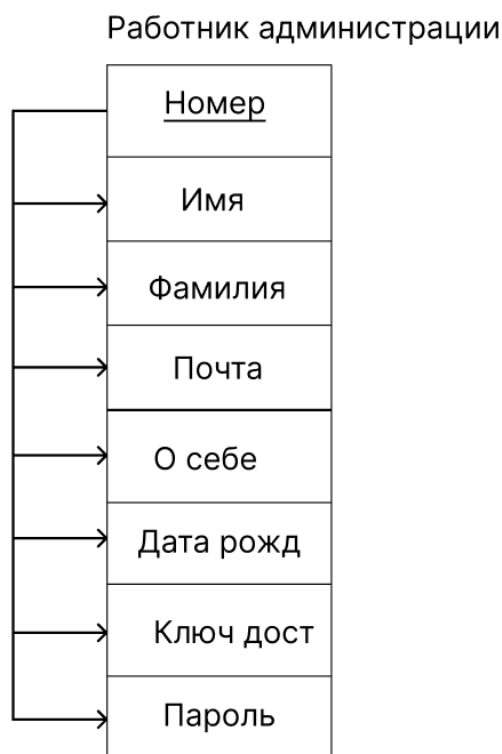 Работник администрации
Номер
Имя
Фамилия
Почта
О себе
Дата рожд
Ключ дост
Пароль